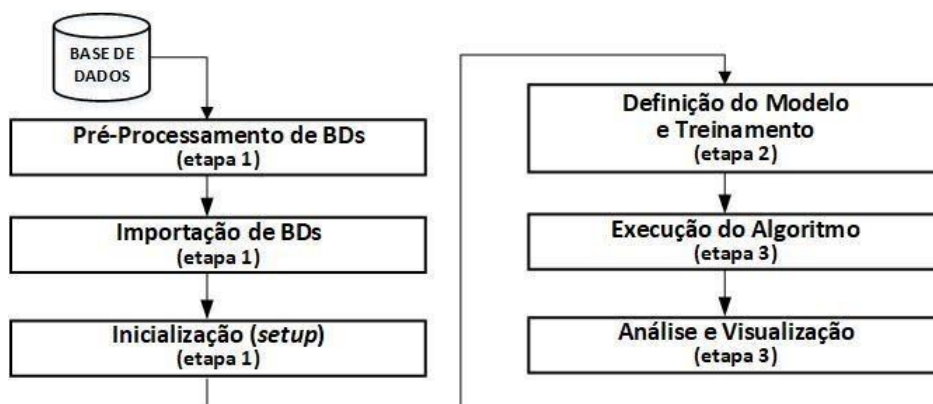 BASE DE
DADOS
Pré-Processamento de BDs
(etapa 1)
Importação de BDs
(etapa 1)
Inicialização (setup)
(etapa 1)
Definição do Modelo
e Treinamento
(etapa 2)
Execução do Algoritmo
(etapa 3)
Análise e Visualização
(etapa 3)